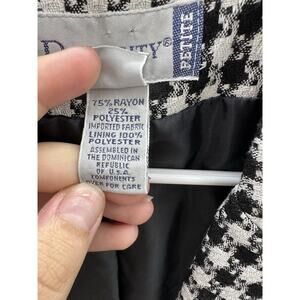 PETITE
75% RAYON
25%
POLYESTER
IMPORTED FABRIC
LINING 100%
POLYESTER
ASSEMBLED IN
THE DOMINICAN
REPUBLIC
OF
U.S.A.
COMPONENTS
OVER FOR CARE